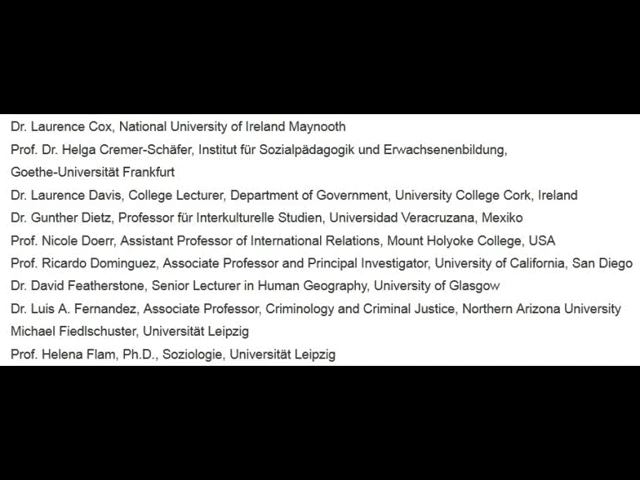 Dr. Laurence Cox, National University of Ireland Maynooth
Prof. Dr. Helga Cremer-Schäfer, Institut für Sozialpädagogik und Erwachsenenbildung,
Goethe-Universität Frankfurt
Dr. Laurence Davis, College Lecturer, Department of Government, University College Cork, Ireland
Dr. Gunther Dietz, Professor für Interkulturelle Studien, Universidad Veracruzana, Mexiko
Prof. Nicole Doerr, Assistant Professor of International Relations, Mount Holyoke College, USA
Prof. Ricardo Dominguez, Associate Professor and Principal Investigator, University of California, San Diego
Dr. David Featherstone, Senior Lecturer in Human Geography, University of Glasgow
Dr. Luis A. Fernandez, Associate Professor, Criminology and Criminal Justice, Northern Arizona University
Michael Fiedlschuster, Universität Leipzig
Prof. Helena Flam, Ph.D., Soziologie, Universität Leipzig